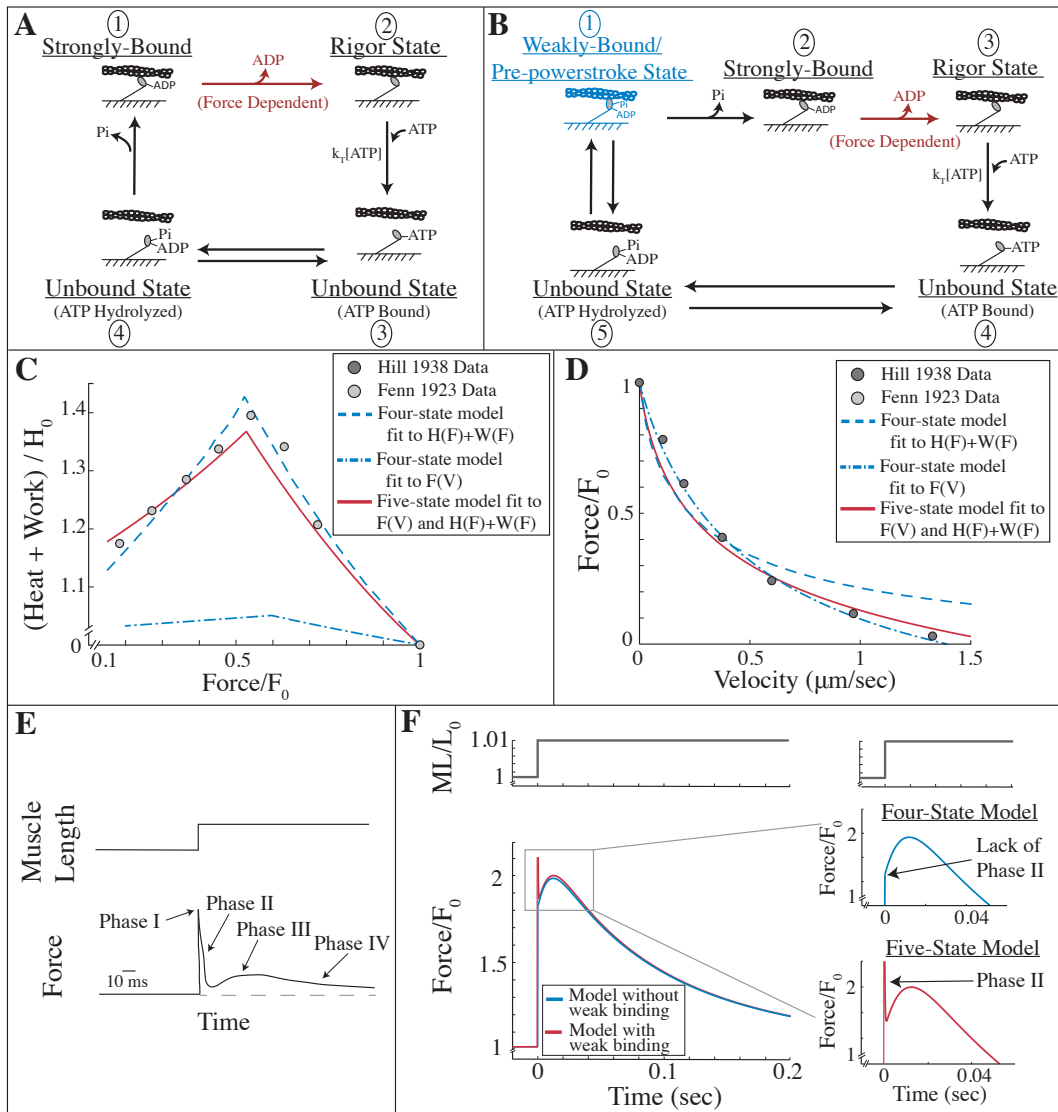 A
①
Strongly-Bound
②
Rigor State
ADP
ADP
(Force Dependent)
Pi
ATP
k_T[ATP]
Pi
ADP
ATP
Unbound State
(ATP Hydrolyzed)
④
Unbound State
(ATP Bound)
③
B
①
Weakly-Bound/
Pre-powerstroke State
②
Strongly-Bound
③
Rigor State
Pi
ADP
Pi
ADP
ADP
(Force Dependent)
ATP
k_T[ATP]
Pi
ADP
ATP
Unbound State
(ATP Hydrolyzed)
⑤
Unbound State
(ATP Bound)
④
C
Hill 1938 Data
Fenn 1923 Data
Four-state model
fit to H(F)+W(F)
Four-state model
fit to F(V)
Five-state model fit to
F(V) and H(F)+W(F)
(Heat + Work) / H_0
1.4
1.3
1.2
1.1
0
0.1
0.5
1
Force/F_0
D
Hill 1938 Data
Fenn 1923 Data
Four-state model
fit to H(F)+W(F)
Four-state model
fit to F(V)
Five-state model fit to
F(V) and H(F)+W(F)
Force/F_0
1
0.5
0
0
0.5
1
1.5
Velocity (μm/sec)
E
Muscle
Length
Phase I
Phase II
Phase III
Phase IV
Force
10 ms
Time
F
ML/L_0
1.01
1
Force/F_0
2
1.5
1
Model without
weak binding
Model with
weak binding
0
0.1
0.2
Time (sec)
Four-State Model
Force/F_0
2
1
Lack of
Phase II
0
0.04
Five-State Model
Force/F_0
2
1
Phase II
0
0.04
Time (sec)